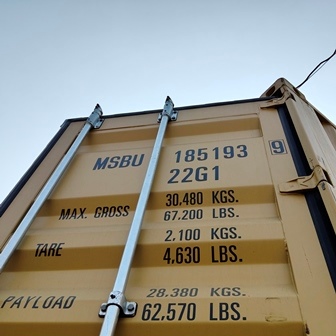 MSBU 185193 9
22G1
MAX. GROSS 30.480 KGS.
67.200 LBS.
TARE 2,100 KGS.
4,630 LBS.
PAYLOAD 28.380 KGS.
62,570 LBS.